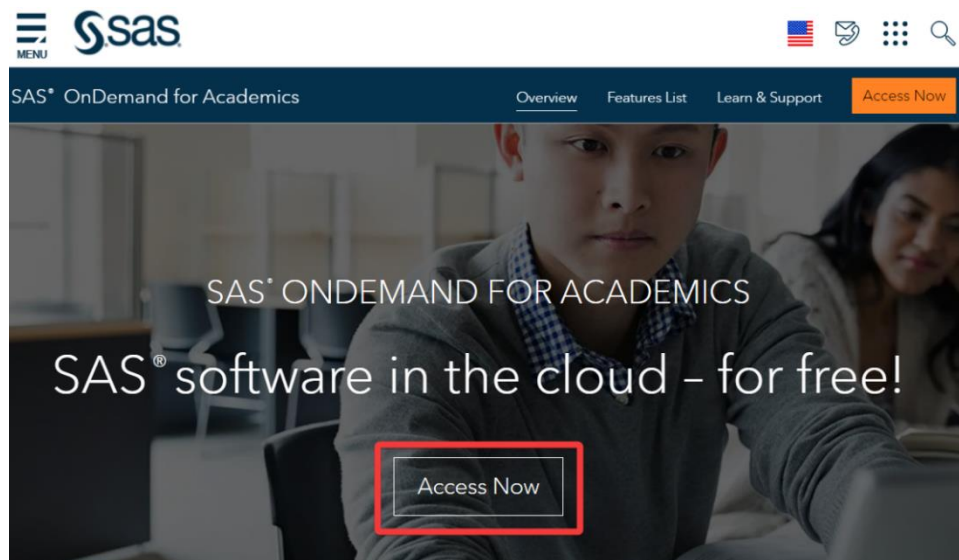 sas
MENU
SAS® OnDemand for Academics
Overview
Features List
Learn & Support
Access Now
SAS® ONDEMAND FOR ACADEMICS
SAS® software in the cloud – for free!
Access Now